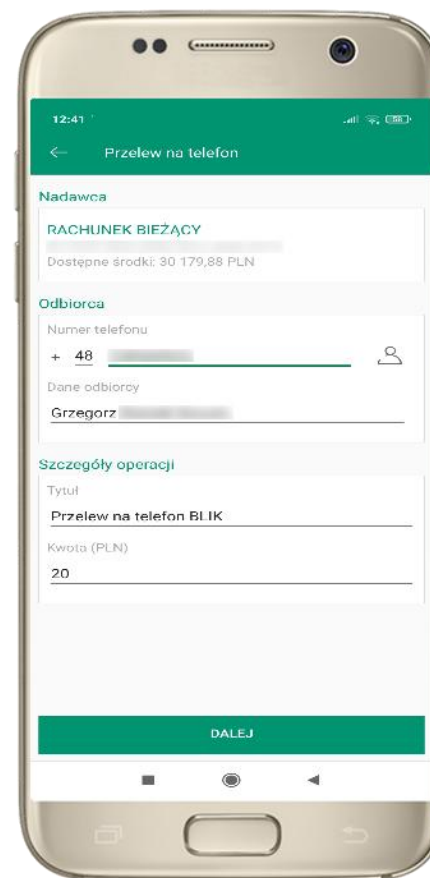 12:41
Przelew na telefon
Nadawca
RACHUNEK BIEŻĄCY
Dostępne środki: 30 179,88 PLN
Odbiorca
Numer telefonu
+ 48
Dane odbiorcy
Grzegorz
Szczegóły operacji
Tytuł
Przelew na telefon BLIK
Kwota (PLN)
20
DALEJ